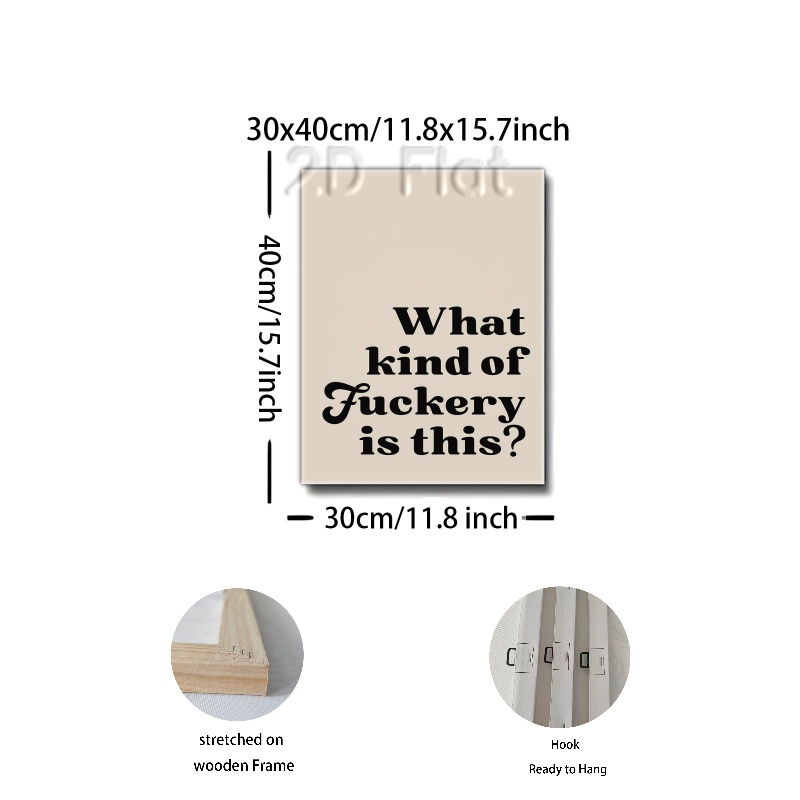 30x40cm/11.8x15.7inch
2D Flat
40cm/15.7inch
What
kind of
Fuckery
is this?
30cm/11.8 inch
stretched on
wooden Frame
Hook
Ready to Hang